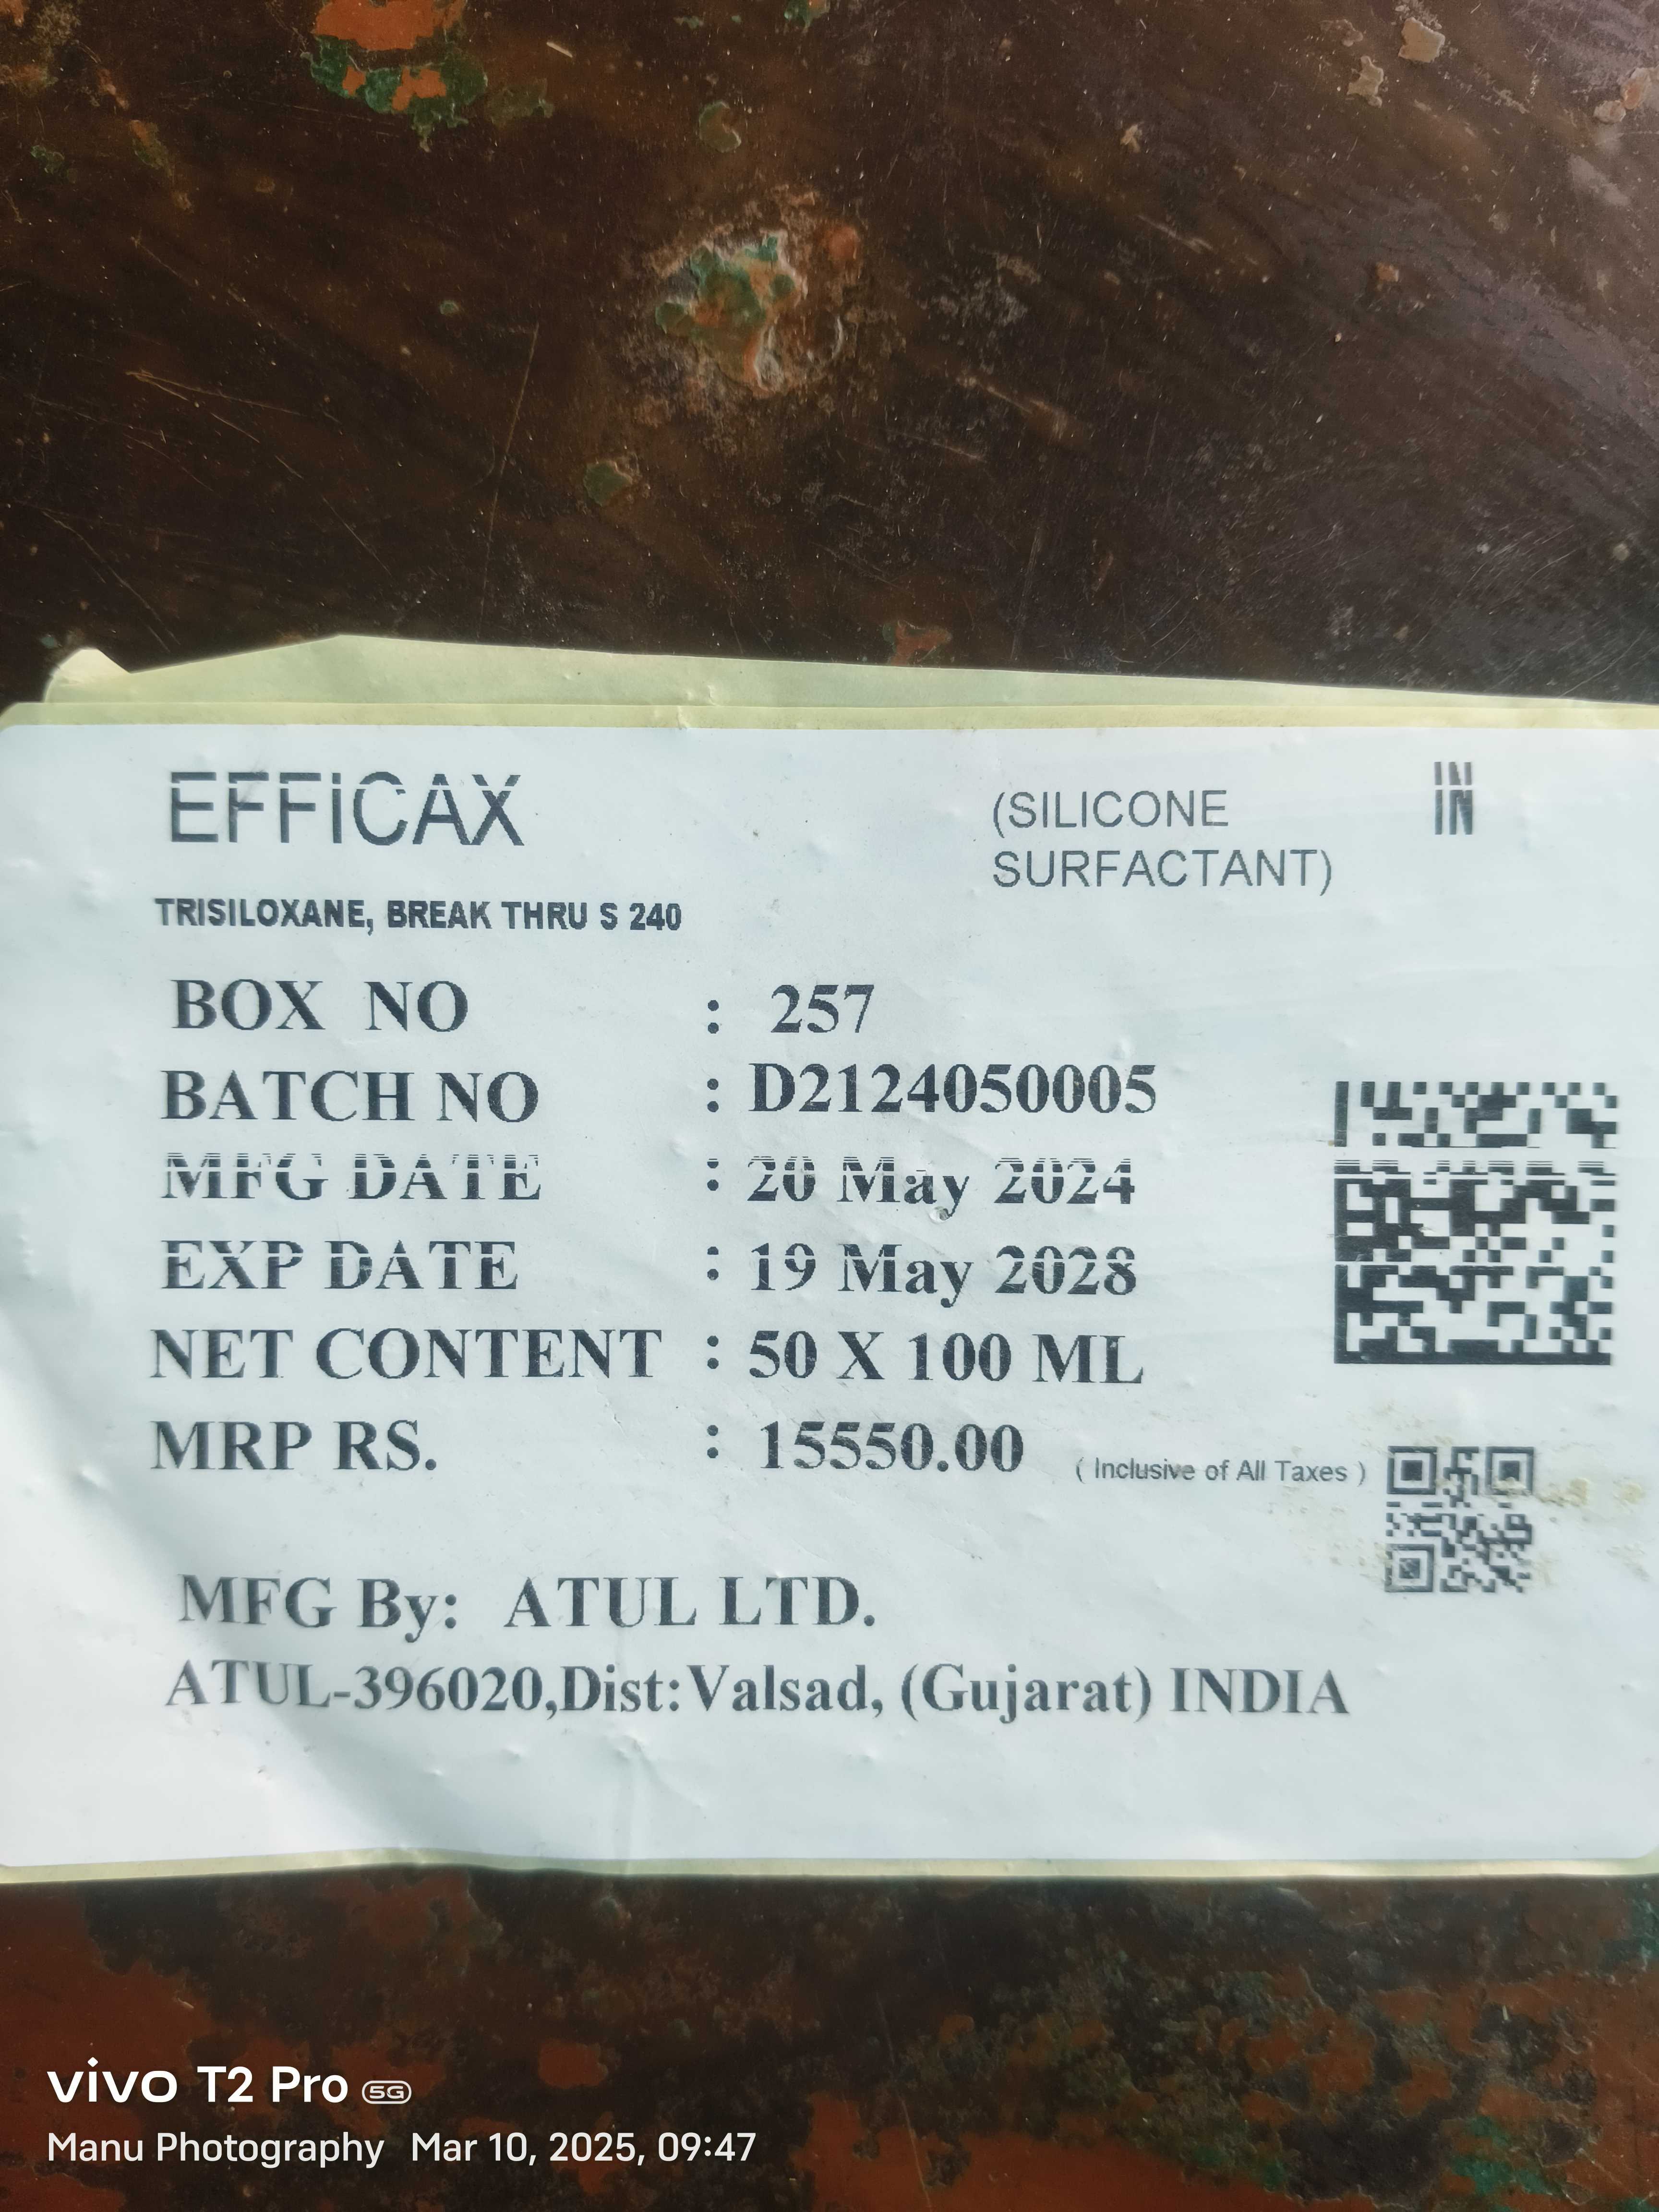 EFFiCAX
(SILICONE
SURFACTANT)
IN
TRISILOXANE, BREAK THRU S 240
BOX NO : 257
BATCH NO : D2124050005
MFG DATE : 20 May 2024
EXP DATE : 19 May 2028
NET CONTENT : 50 X 100 ML
MRP RS. : 15550.00 ( Inclusive of All Taxes )
MFG By: ATUL LTD.
ATUL-396020,Dist:Valsad, (Gujarat) INDIA
vivo T2 Pro 5G
Manu Photography Mar 10, 2025, 09:47